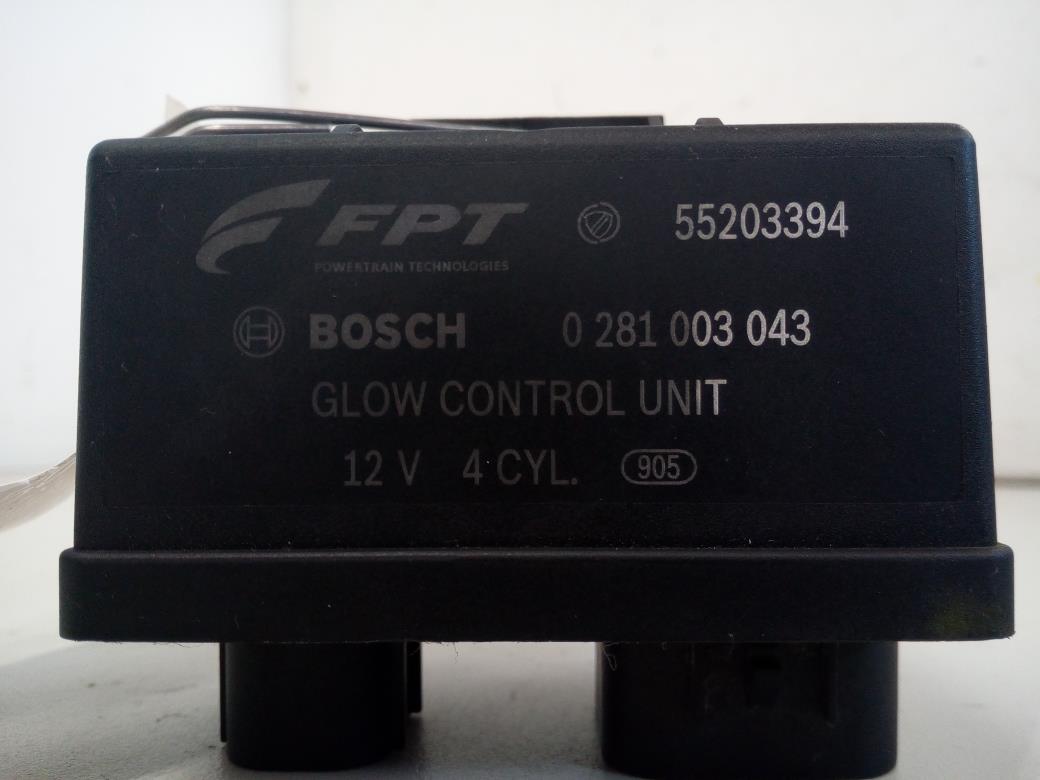 FPT 55203394
POWERTRAIN TECHNOLOGIES
BOSCH 0 281 003 043
GLOW CONTROL UNIT
12 V 4 CYL. 905